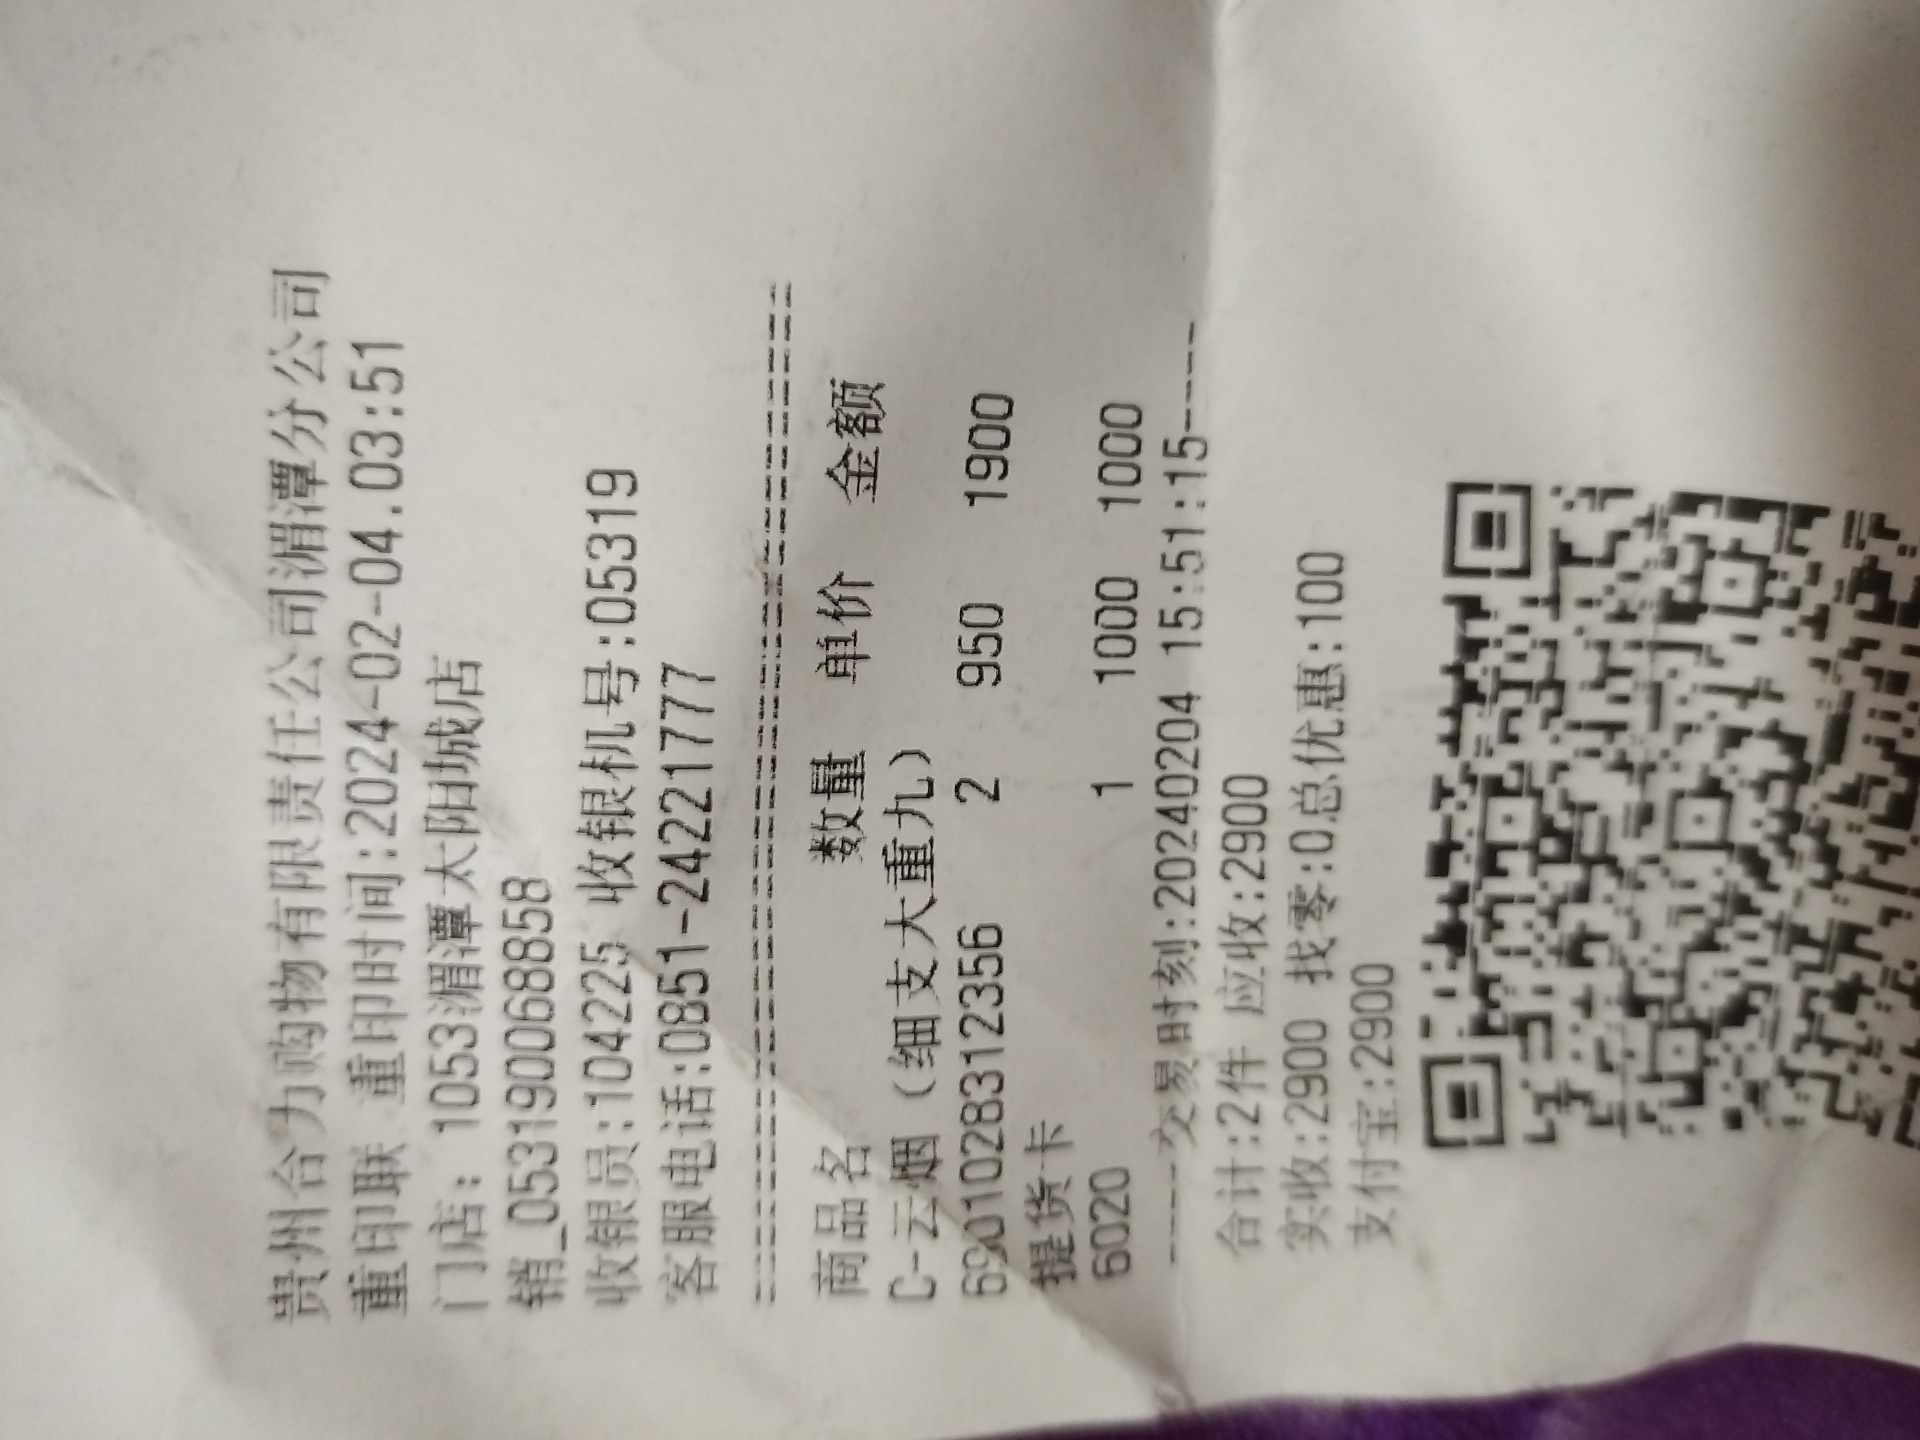 贵州合力购物有限责任公司湄潭分公司
重印联 重印时间:2024-02-04.03:51
门店: 1053湄潭太阳城店
销_053190068858
收银员:104225 收银机号:05319
客服电话:0851-24221777
================================
商品名 数量 单价 金额
C-云烟（细支大重九）
6901028312356 2 950 1900
提货卡
6020 1 1000 1000
-----交易时刻:20240204 15:51:15-----
合计:2件 应收:2900
实收:2900 找零:0总优惠:100
支付宝:2900